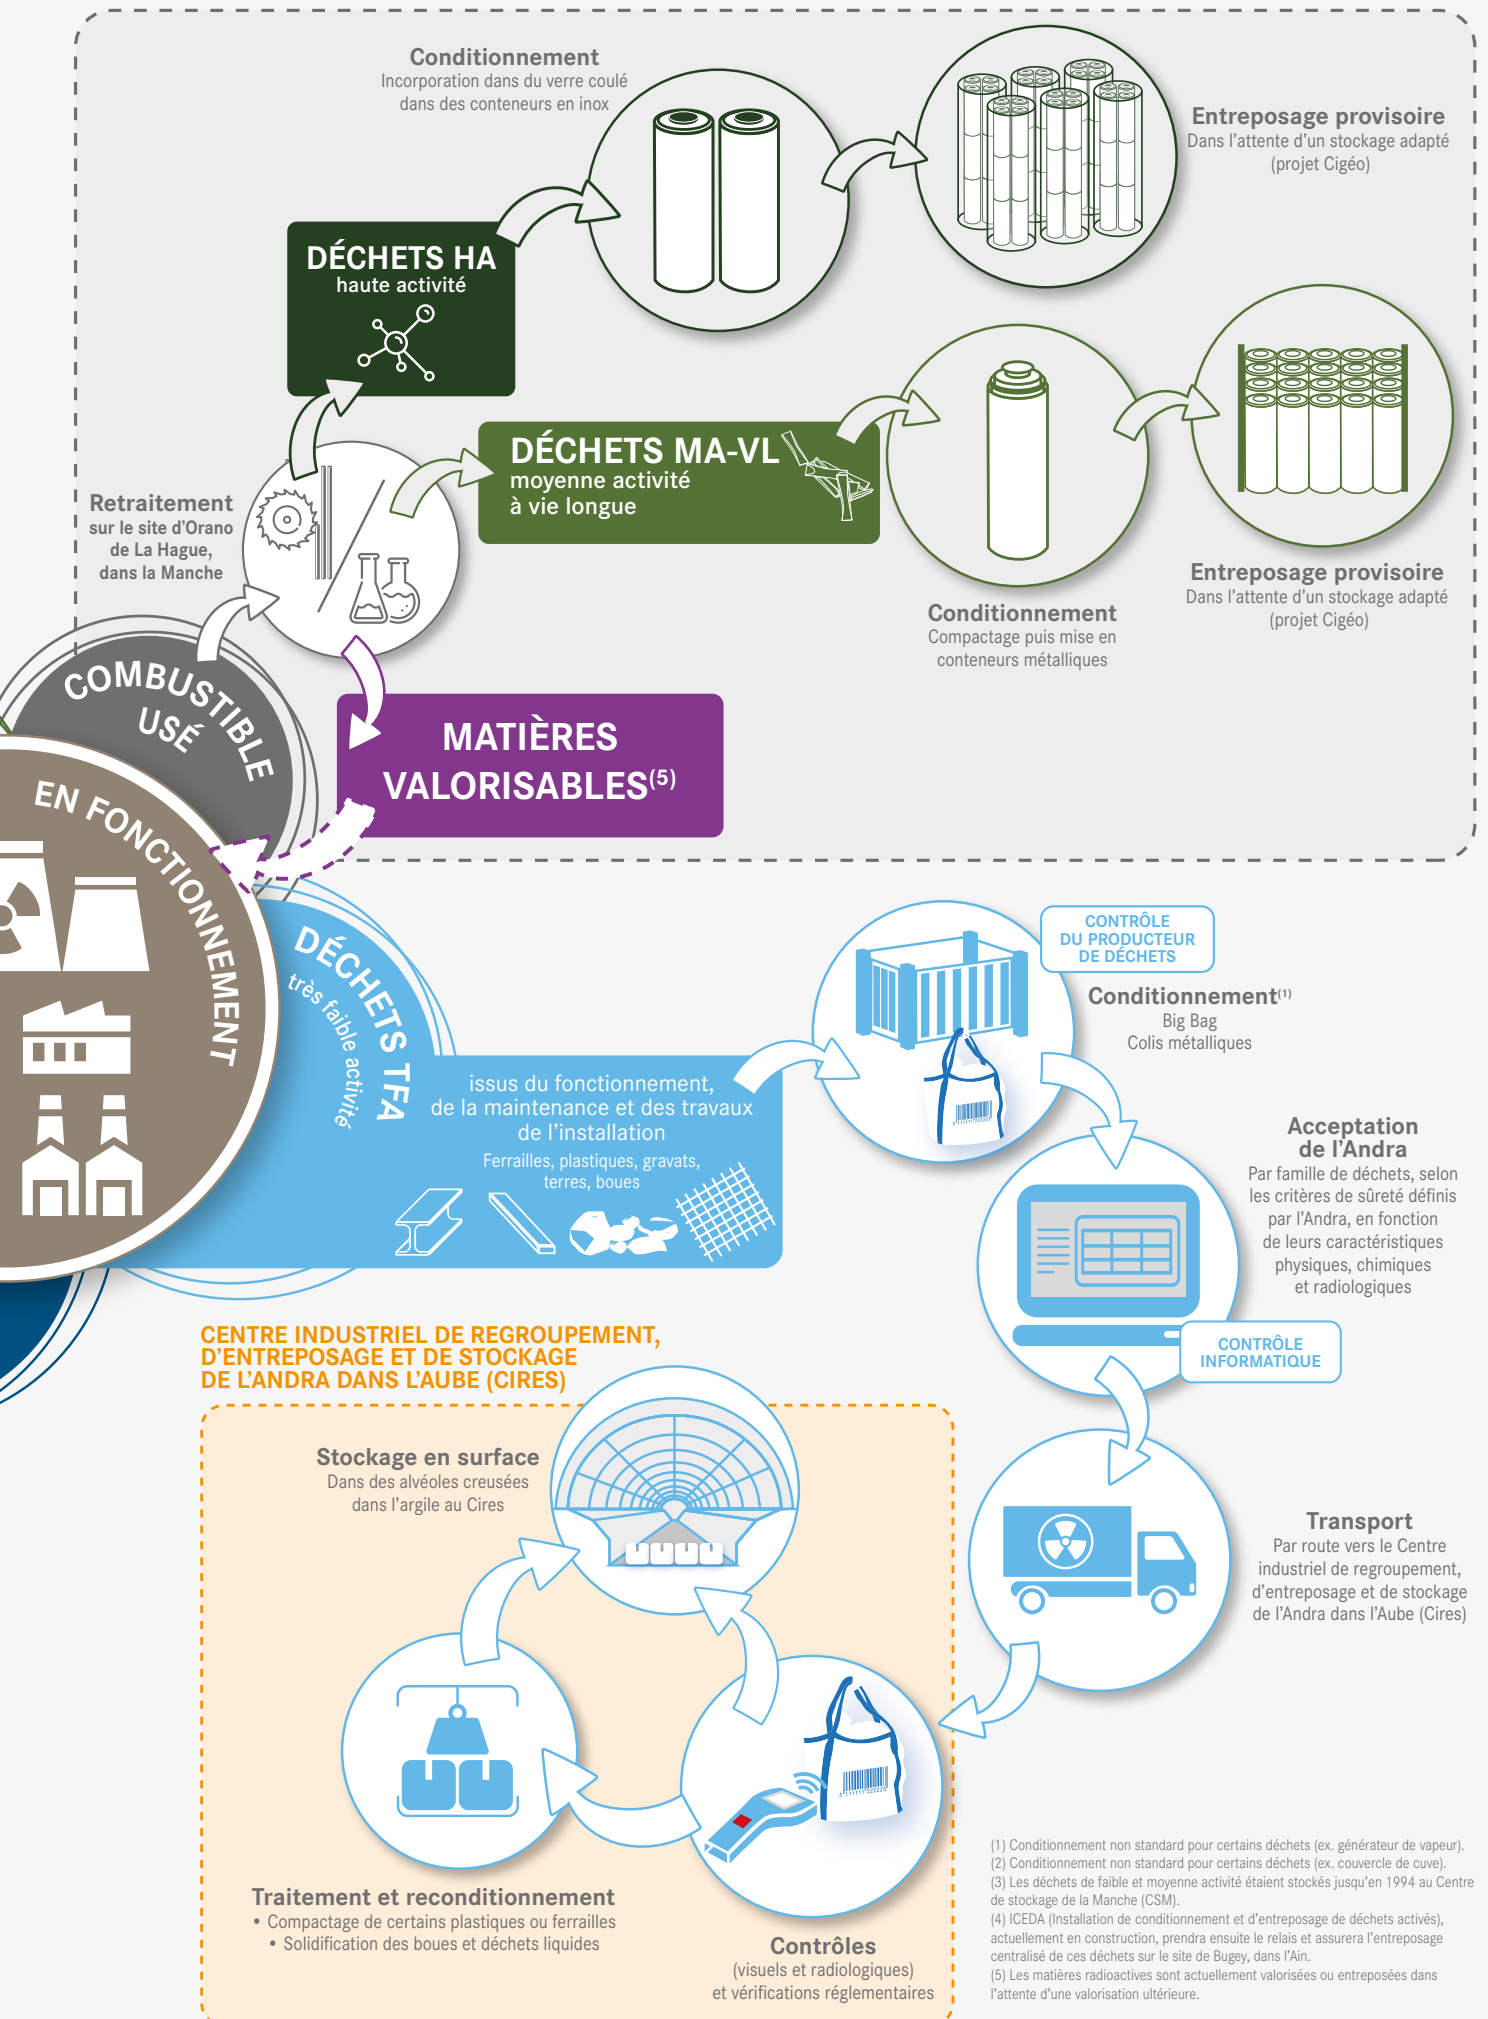 Conditionnement
Incorporation dans du verre coulé
dans des conteneurs en inox
Entreposage provisoire
Dans l'attente d'un stockage adapté
(projet Cigéo)
DÉCHETS HA
haute activité
DÉCHETS MA-VL
moyenne activité
à vie longue
Retraitement
sur le site d'Orano
de La Hague,
dans la Manche
Entreposage provisoire
Dans l'attente d'un stockage adapté
(projet Cigéo)
Conditionnement
Compactage puis mise en
conteneurs métalliques
COMBUSTIBLE
USÉ
MATIÈRES
VALORISABLES(5)
EN FONCTIONNEMENT
DÉCHETS TFA
très faible activité
issus du fonctionnement,
de la maintenance et des travaux
de l'installation
Ferrailles, plastiques, gravats,
terres, boues
CONTRÔLE
DU PRODUCTEUR
DE DÉCHETS
Conditionnement(1)
Big Bag
Colis métalliques
Acceptation
de l'Andra
Par famille de déchets, selon
les critères de sûreté définis
par l'Andra, en fonction
de leurs caractéristiques
physiques, chimiques
et radiologiques
CONTRÔLE
INFORMATIQUE
Transport
Par route vers le Centre
industriel de regroupement,
d'entreposage et de stockage
de l'Andra dans l'Aube (Cires)
CENTRE INDUSTRIEL DE REGROUPEMENT,
D'ENTREPOSAGE ET DE STOCKAGE
DE L'ANDRA DANS L'AUBE (CIRES)
Stockage en surface
Dans des alvéoles creusées
dans l'argile au Cires
Traitement et reconditionnement
• Compactage de certains plastiques ou ferrailles
• Solidification des boues et déchets liquides
Contrôles
(visuels et radiologiques)
et vérifications réglementaires
(1) Conditionnement non standard pour certains déchets (ex. générateur de vapeur).
(2) Conditionnement non standard pour certains déchets (ex. couvercle de cuve).
(3) Les déchets de faible et moyenne activité étaient stockés jusqu'en 1994 au Centre
de stockage de la Manche (CSM).
(4) ICEDA (Installation de conditionnement et d'entreposage de déchets activés),
actuellement en construction, prendra ensuite le relais et assurera l'entreposage
centralisé de ces déchets sur le site de Bugey, dans l'Ain.
(5) Les matières radioactives sont actuellement valorisées ou entreposées dans
l'attente d'une valorisation ultérieure.